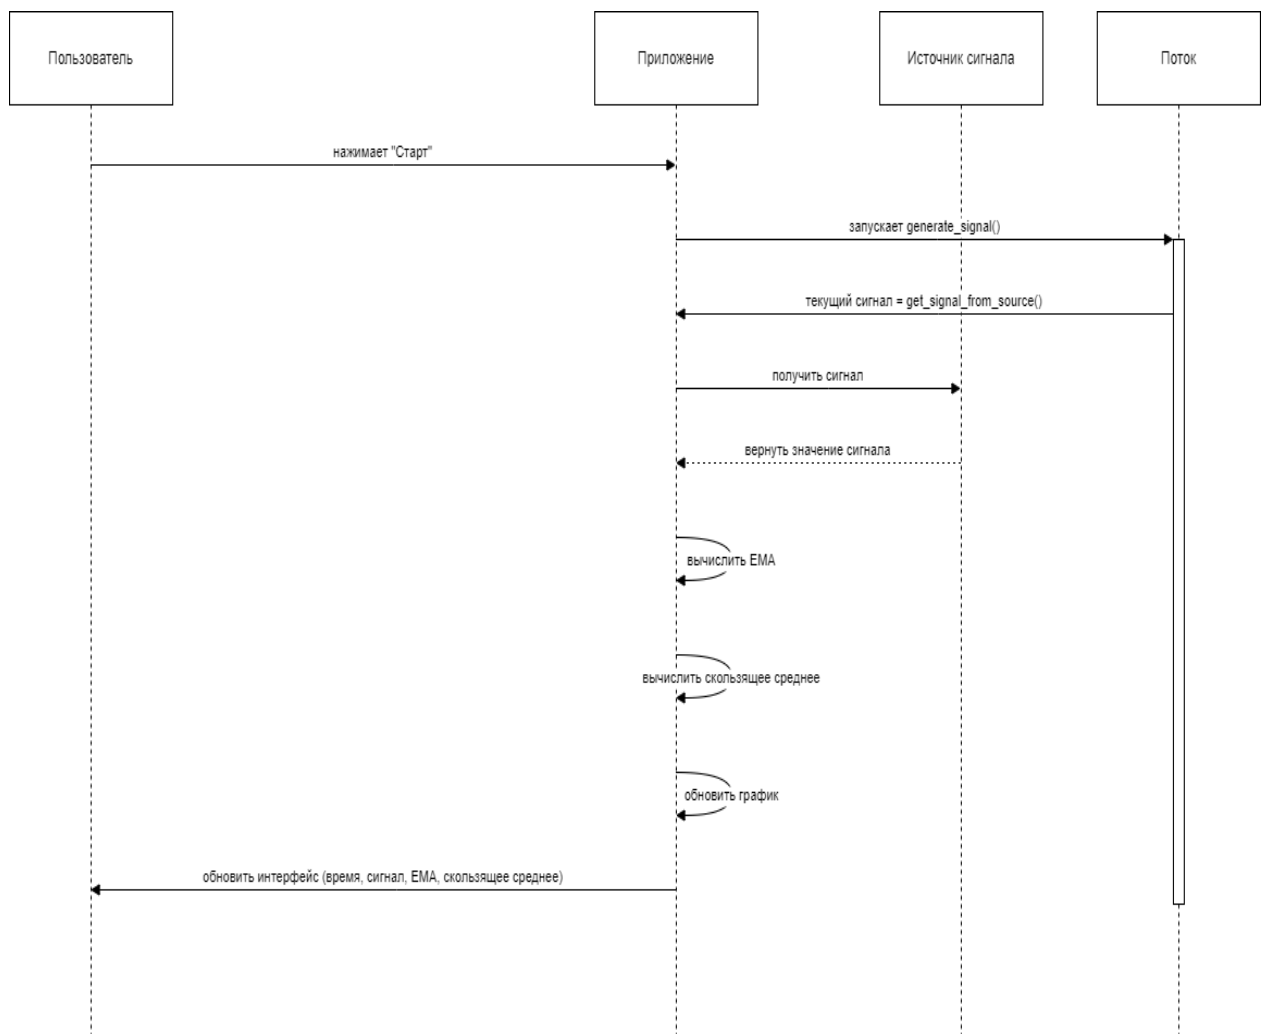 Пользователь
Приложение
Источник сигнала
Поток
нажимает "Старт"
запускает generate_signal()
текущий сигнал = get_signal_from_source()
получить сигнал
вернуть значение сигнала
вычислить EMA
вычислить скользящее среднее
обновить график
обновить интерфейс (время, сигнал, EMA, скользящее среднее)